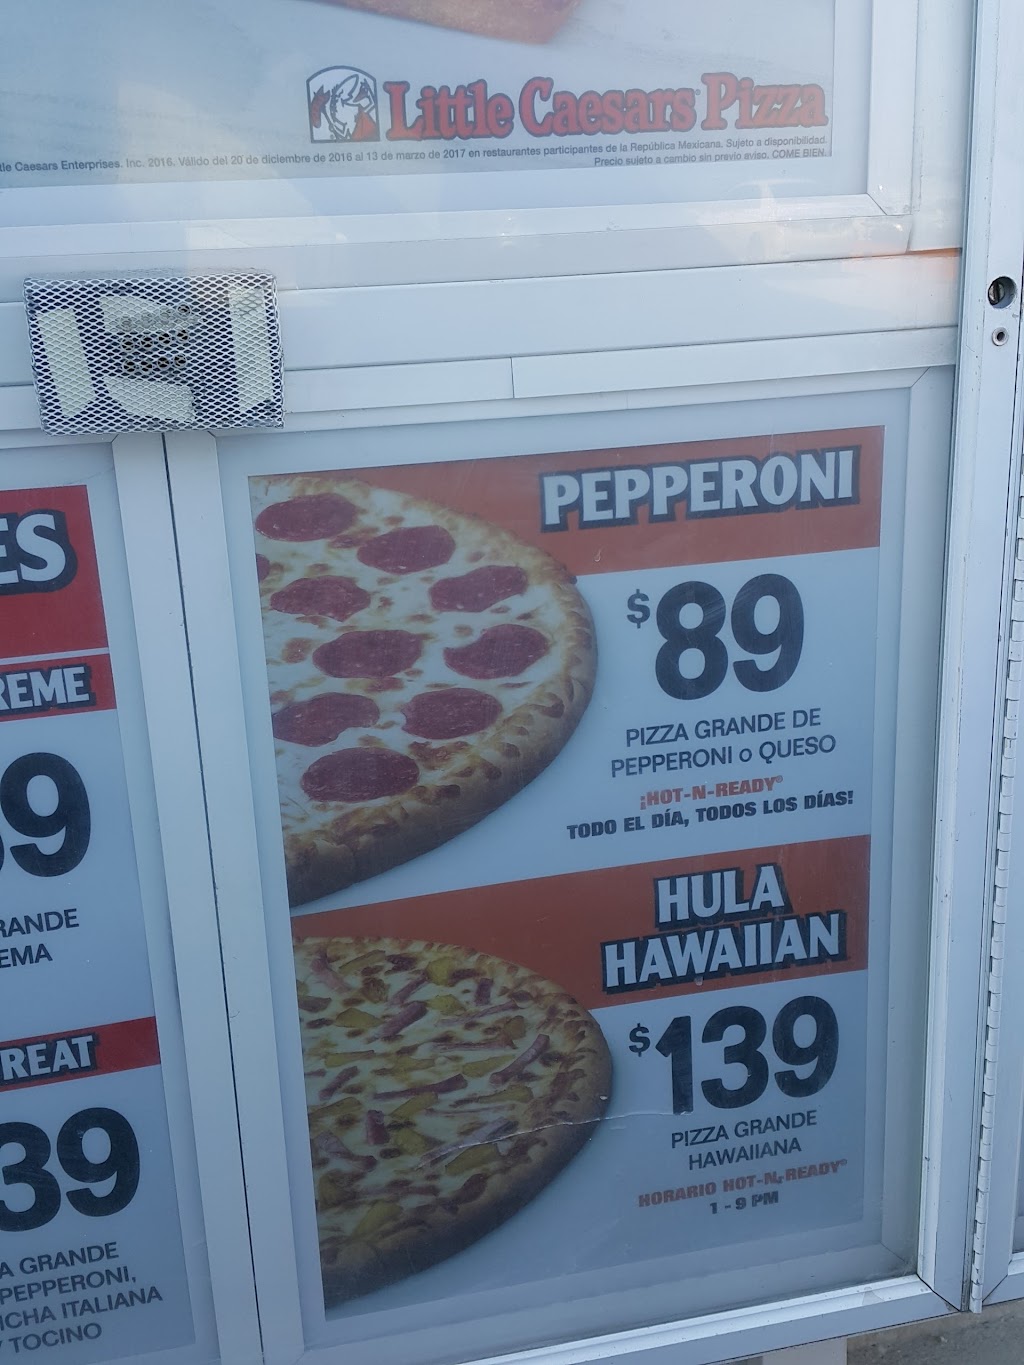 Little Caesars Pizza
Caesars Enterprises, Inc. 2016. Válido del 20 de diciembre de 2016 al 13 de marzo de 2017 en restaurantes participantes de la República Mexicana. Sujeto a disponibilidad.
Precio sujeto a cambio sin previo aviso. COME BIEN.
PEPPERONI
$89
PIZZA GRANDE DE
PEPPERONI o QUESO
¡HOT-N-READY®
TODO EL DÍA, TODOS LOS DÍAS!
HULA
HAWAIIAN
$139
PIZZA GRANDE
HAWAIIANA
HORARIO HOT-N-READY®
1 - 9 PM
ES
REME
9
RANDE
EMA
REAT
39
A GRANDE
PEPPERONI,
ICHA ITALIANA
Y TOCINO